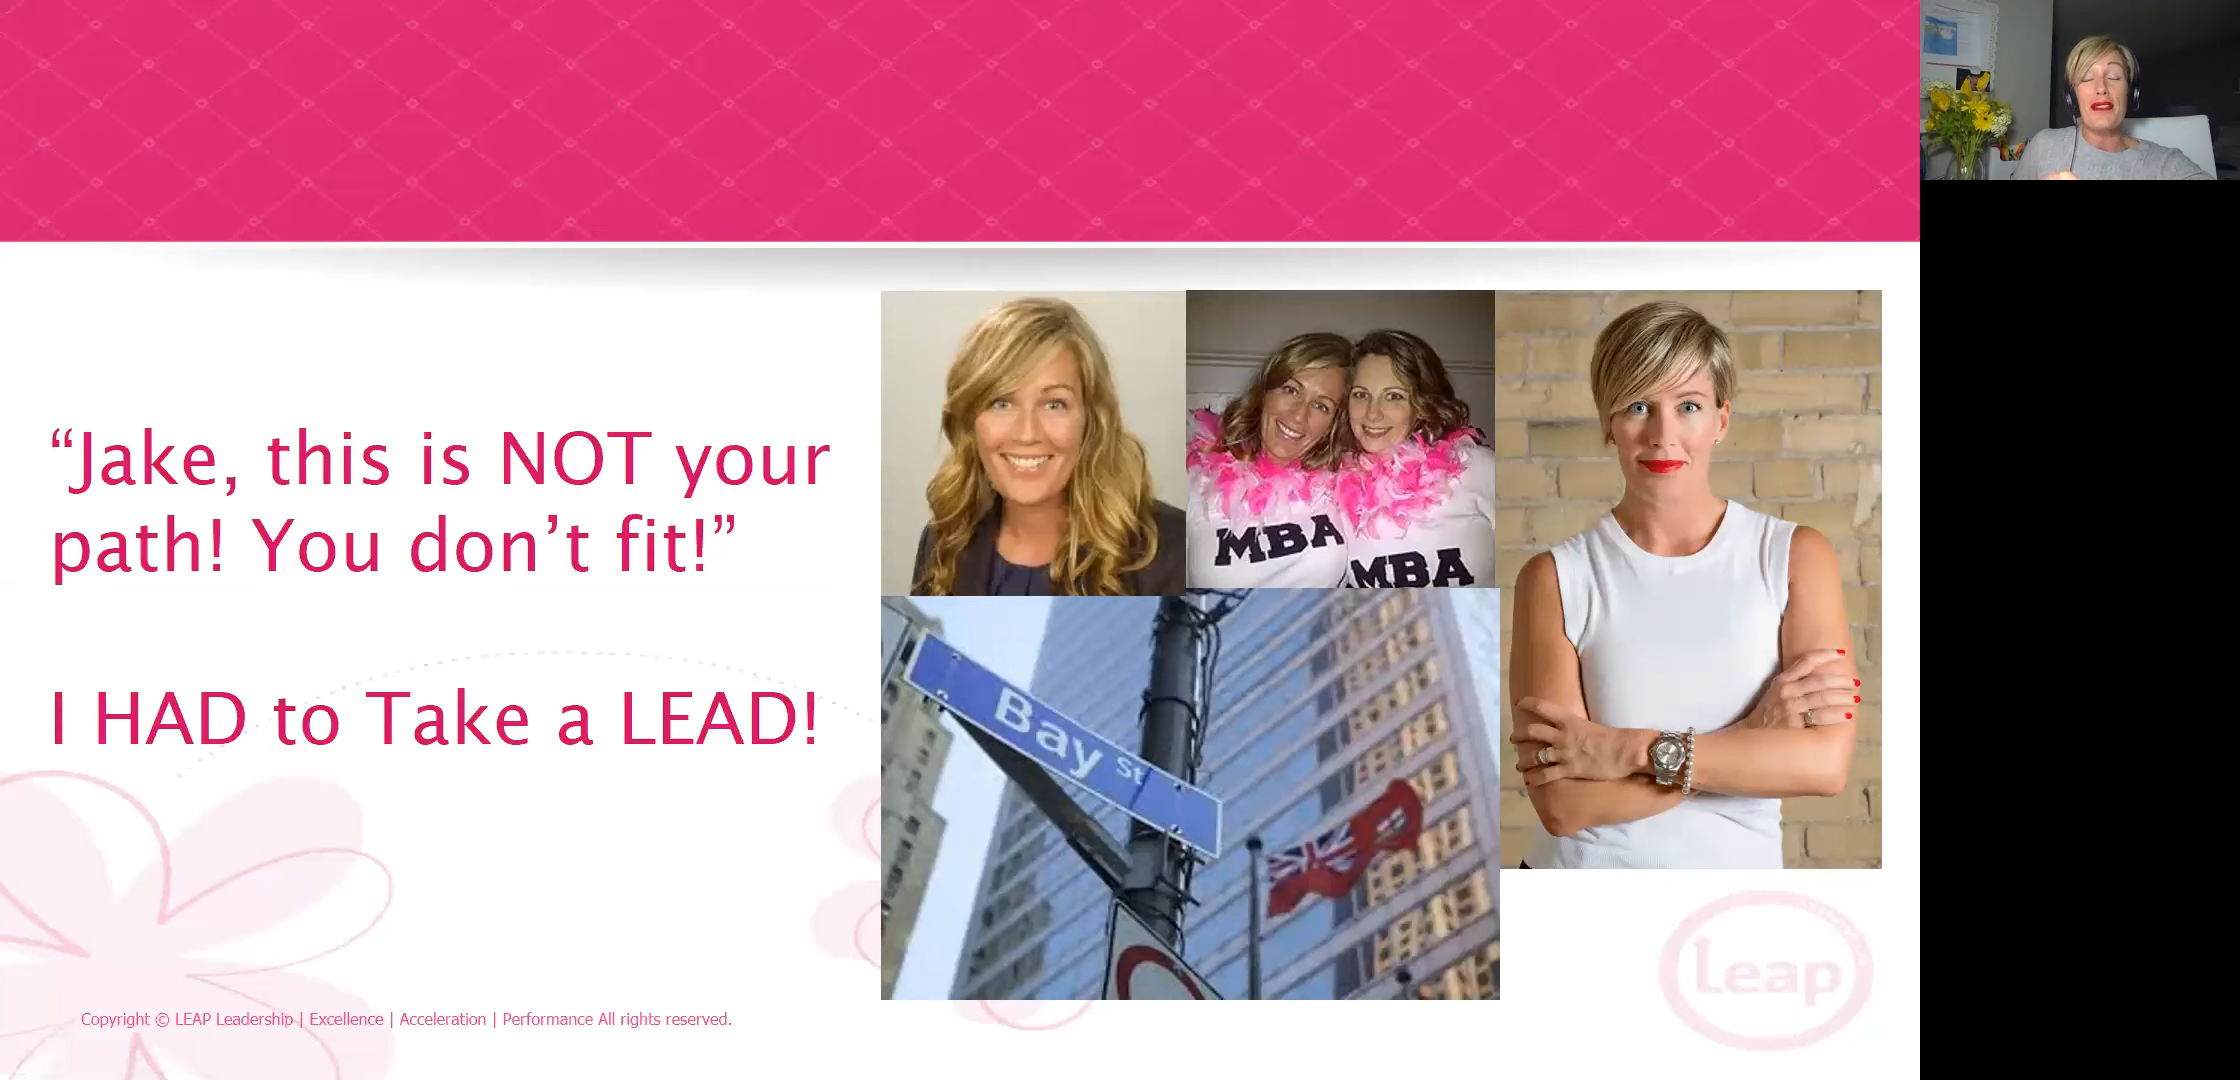 “Jake, this is NOT your
path! You don’t fit!”
I HAD to Take a LEAD!
MBA
MBA
Bay St
Leap
Copyright © LEAP Leadership | Excellence | Acceleration | Performance All rights reserved.